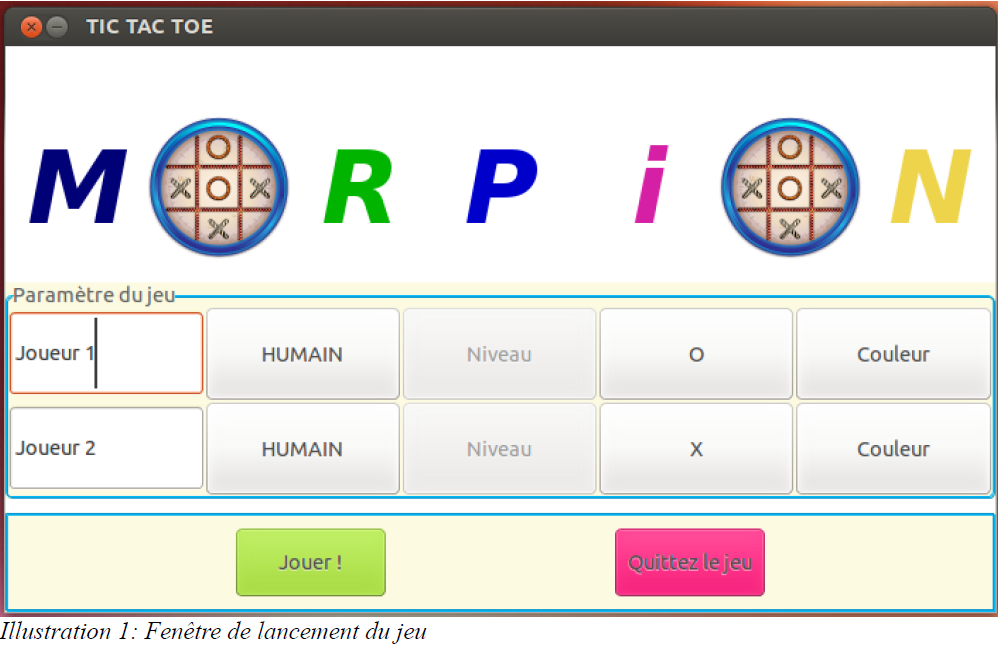 TIC TAC TOE
M R P i N
Paramètre du jeu
Joueur 1 HUMAIN Niveau O Couleur
Joueur 2 HUMAIN Niveau X Couleur
Jouer ! Quittez le jeu
Illustration 1: Fenêtre de lancement du jeu